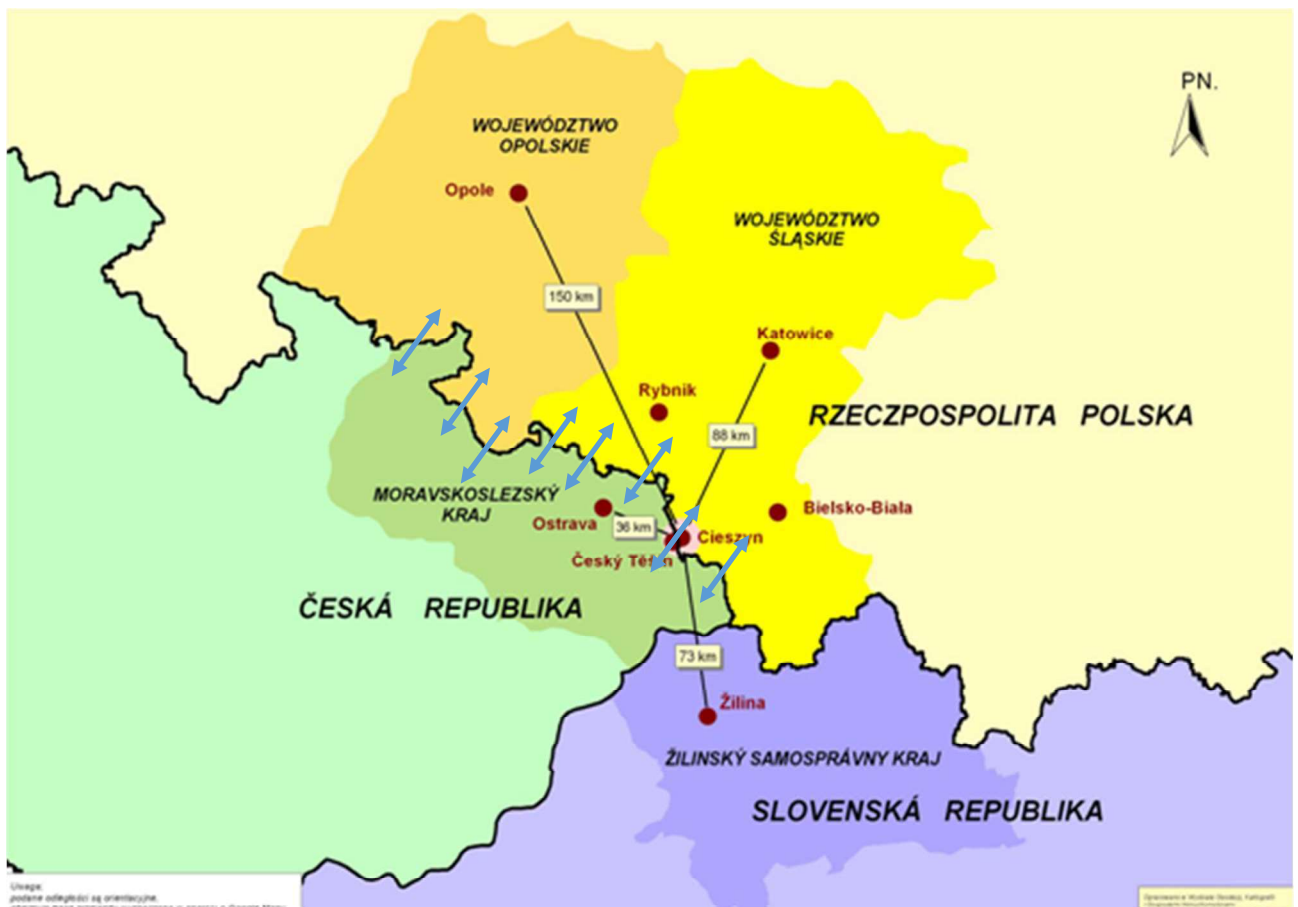 PN.
WOJEWÓDZTWO
OPOLSKIE
Opole
WOJEWÓDZTWO
ŚLĄSKIE
150 km
Katowice
Rybnik
RZECZPOSPOLITA POLSKA
88 km
MORAVSKOSLEZSKÝ
KRAJ
Ostrava
36 km
Bielsko-Biała
Cieszyn
Český Těšín
ČESKÁ REPUBLIKA
73 km
Žilina
ŽILINSKÝ SAMOSPRÁVNY KRAJ
SLOVENSKÁ REPUBLIKA
Uwaga:
podane odległości są orientacyjne,